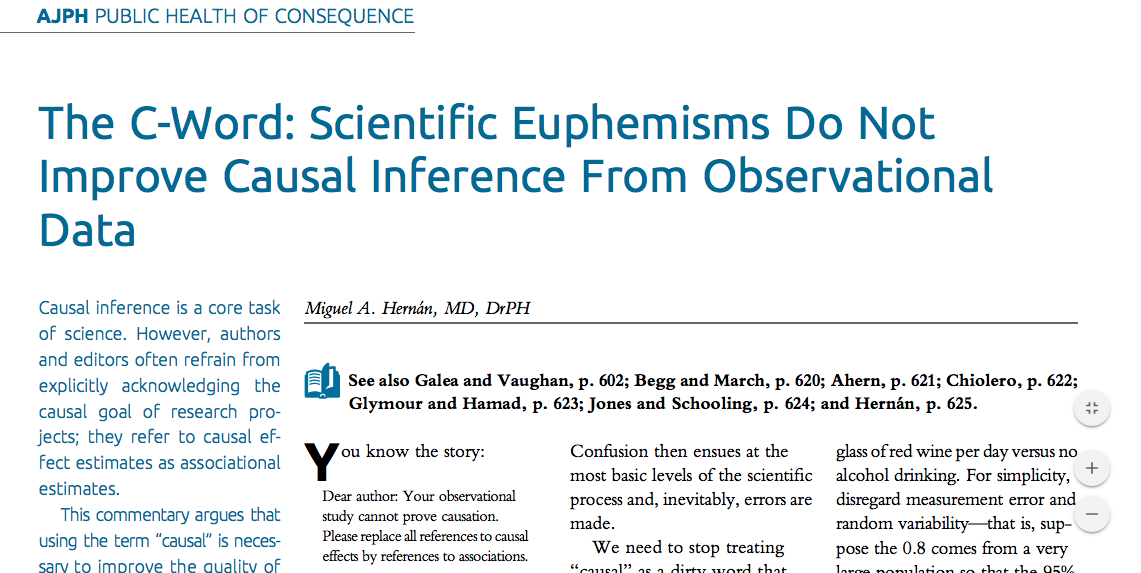 AJPH PUBLIC HEALTH OF CONSEQUENCE
The C-Word: Scientific Euphemisms Do Not
Improve Causal Inference From Observational
Data
Causal inference is a core task
of science. However, authors
and editors often refrain from
explicitly acknowledging the
causal goal of research pro-
jects; they refer to causal ef-
fect estimates as associational
estimates.
This commentary argues that
using the term “causal” is neces-
sary to improve the quality of
Miguel A. Hernán, MD, DrPH
See also Galea and Vaughan, p. 602; Begg and March, p. 620; Ahern, p. 621; Chiolero, p. 622;
Glymour and Hamad, p. 623; Jones and Schooling, p. 624; and Hernán, p. 625.
You know the story:
Dear author: Your observational
study cannot prove causation.
Please replace all references to causal
effects by references to associations.
Confusion then ensues at the
most basic levels of the scientific
process and, inevitably, errors are
made.
We need to stop treating
“causal” as a dirty word that
glass of red wine per day versus no
alcohol drinking. For simplicity,
disregard measurement error and
random variability—that is, sup-
pose the 0.8 comes from a very
large population so that the 95%